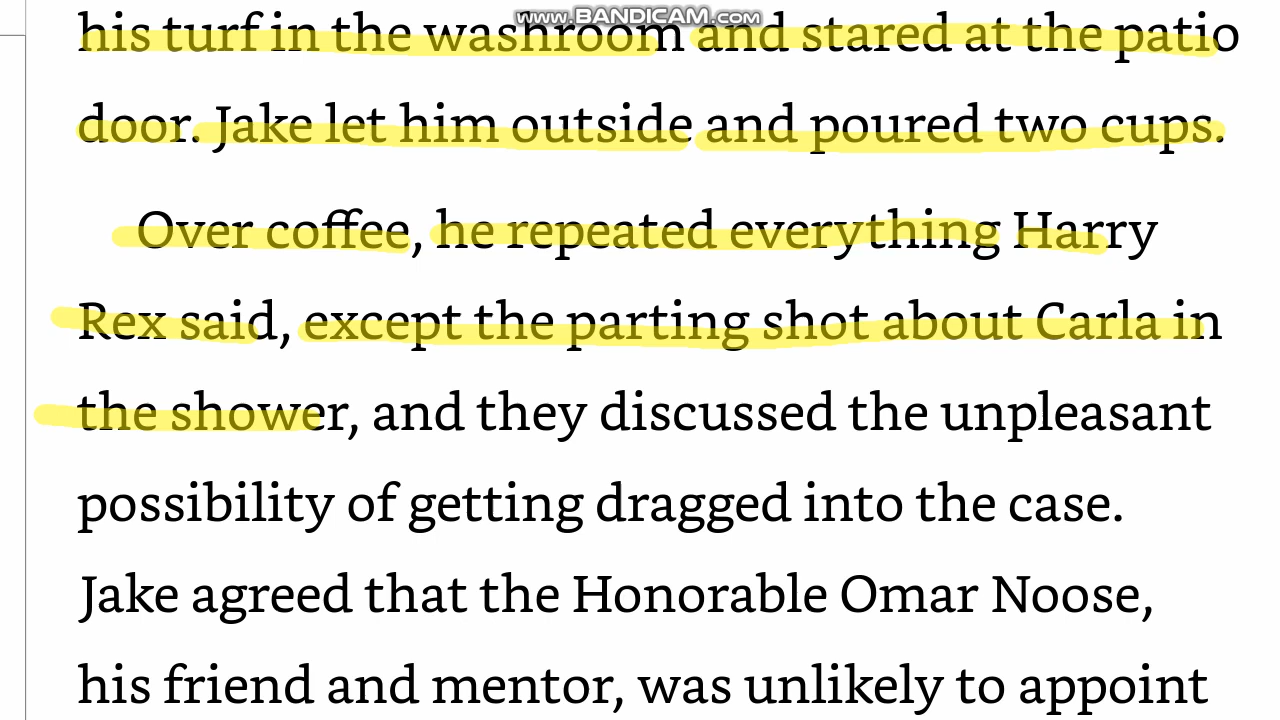 www.BANDICAM.com
his turf in the washroom and stared at the patio
door. Jake let him outside and poured two cups.
Over coffee, he repeated everything Harry
Rex said, except the parting shot about Carla in
the shower, and they discussed the unpleasant
possibility of getting dragged into the case.
Jake agreed that the Honorable Omar Noose,
his friend and mentor, was unlikely to appoint